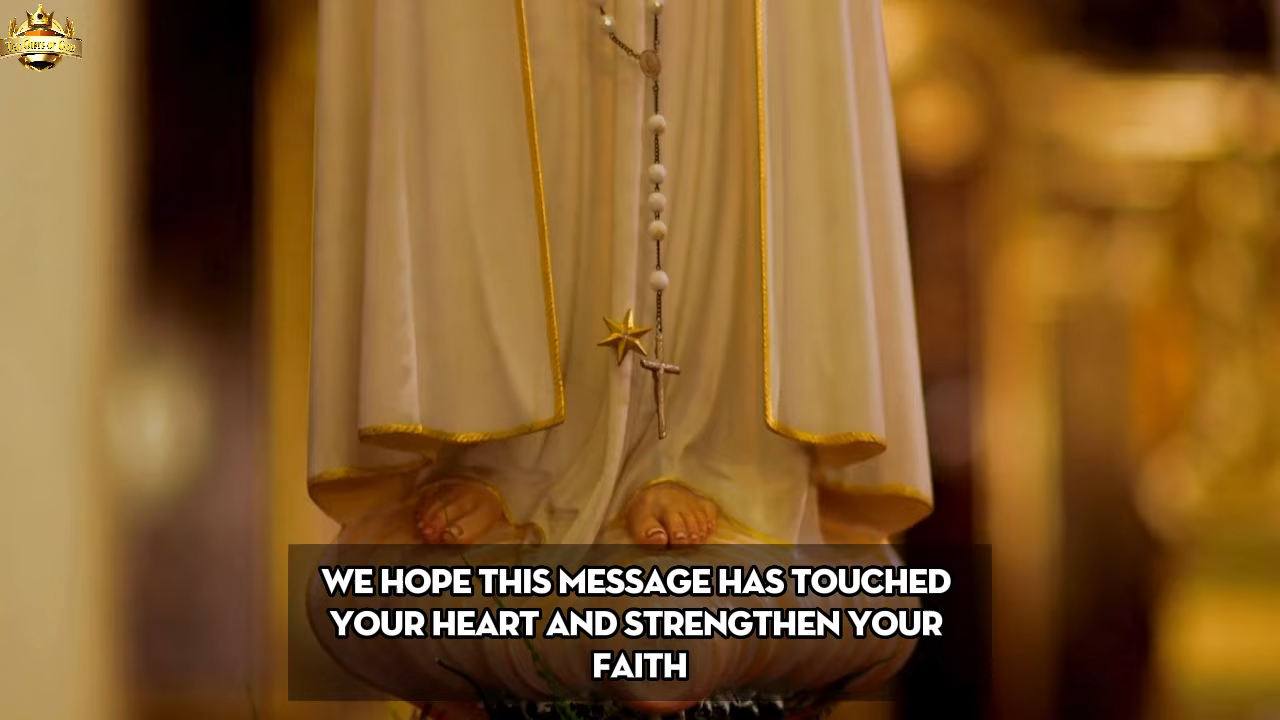 WE HOPE THIS MESSAGE HAS TOUCHED
YOUR HEART AND STRENGTHEN YOUR
FAITH